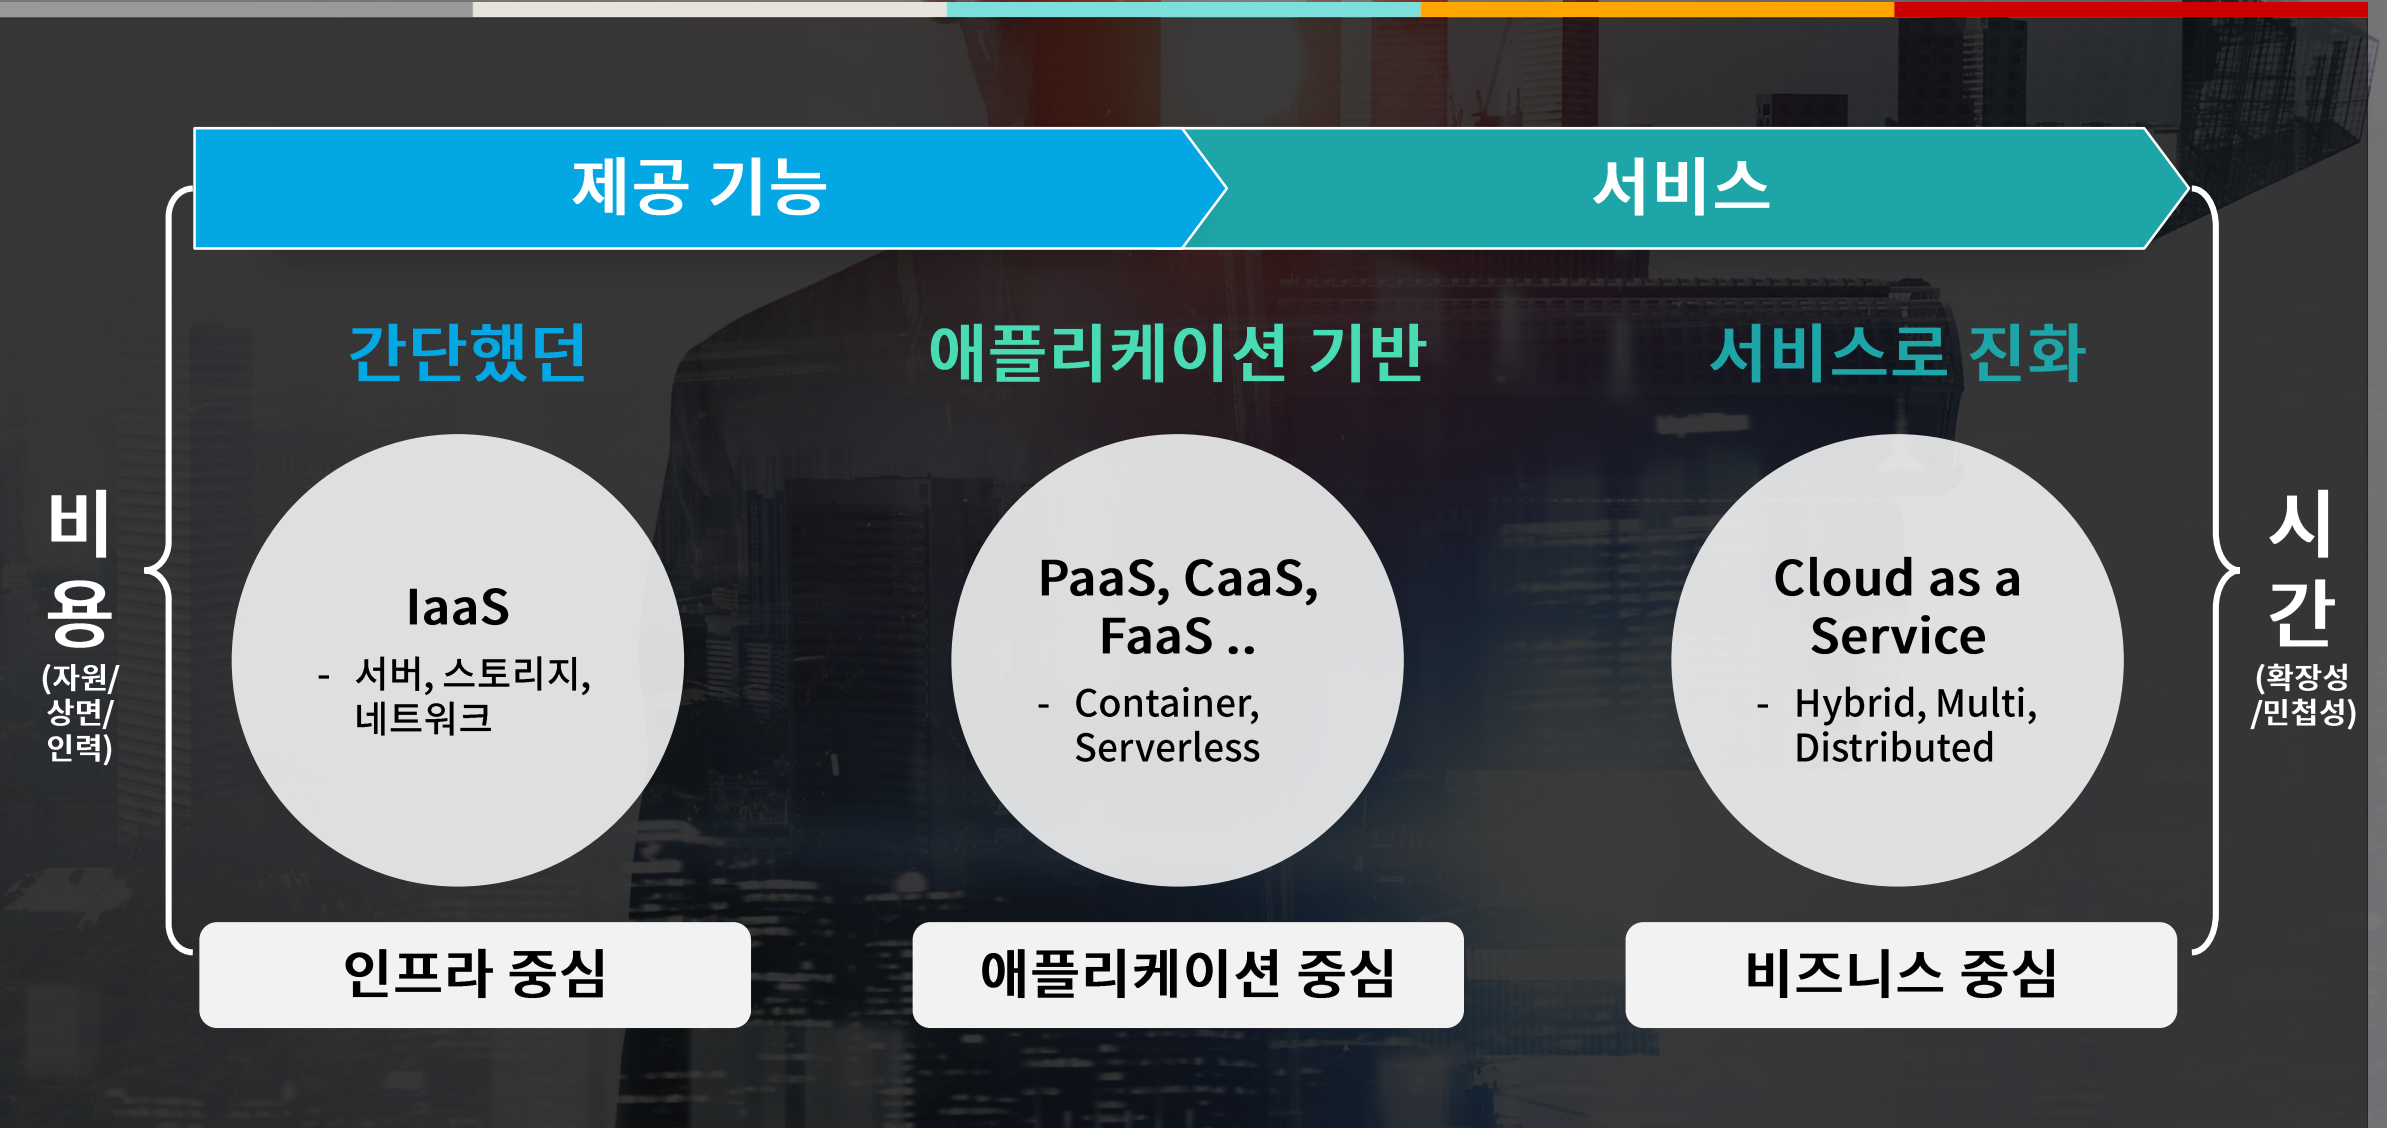 제공 기능
서비스
간단했던
애플리케이션 기반
서비스로 진화
비
용
(자원/
상면/
인력)
IaaS
- 서버, 스토리지,
네트워크
PaaS, CaaS,
FaaS ..
- Container,
Serverless
Cloud as a
Service
- Hybrid, Multi,
Distributed
시
간
(확장성
/민첩성)
인프라 중심
애플리케이션 중심
비즈니스 중심